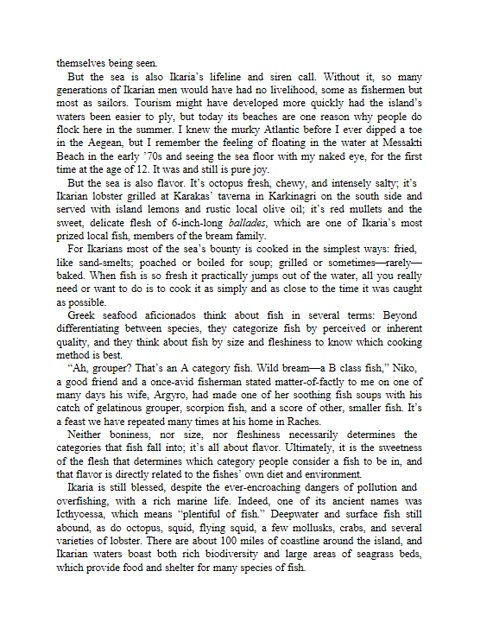 themselves being seen.
But the sea is also Ikaria’s lifeline and siren call. Without it, so many
generations of Ikarian men would have had no livelihood, some as fishermen but
most as sailors. Tourism might have developed more quickly had the island’s
waters been easier to ply, but today its beaches are one reason why people do
flock here in the summer. I knew the murky Atlantic before I ever dipped a toe
in the Aegean, but I remember the feeling of floating in the water at Messakti
Beach in the early ’70s and seeing the sea floor with my naked eye, for the first
time at the age of 12. It was and still is pure joy.
But the sea is also flavor. It’s octopus fresh, chewy, and intensely salty; it’s
Ikarian lobster grilled at Karakas’ taverna in Karkinagri on the south side and
served with island lemons and rustic local olive oil; it’s red mullets and the
sweet, delicate flesh of 6-inch-long ballades, which are one of Ikaria’s most
prized local fish, members of the bream family.
For Ikarians most of the sea’s bounty is cooked in the simplest ways: fried,
like sand-smelts; poached or boiled for soup; grilled or sometimes—rarely—
baked. When fish is so fresh it practically jumps out of the water, all you really
need or want to do is to cook it as simply and as close to the time it was caught
as possible.
Greek seafood aficionados think about fish in several terms: Beyond
differentiating between species, they categorize fish by perceived or inherent
quality, and they think about fish by size and fleshiness to know which cooking
method is best.
“Ah, grouper? That’s an A category fish. Wild bream—a B class fish,” Niko,
a good friend and a once-avid fisherman stated matter-of-factly to me on one of
many days his wife, Argyro, had made one of her soothing fish soups with his
catch of gelatinous grouper, scorpion fish, and a score of other, smaller fish. It’s
a feast we have repeated many times at his home in Raches.
Neither boniness, nor size, nor fleshiness necessarily determines the
categories that fish fall into; it’s all about flavor. Ultimately, it is the sweetness
of the flesh that determines which category people consider a fish to be in, and
that flavor is directly related to the fishes’ own diet and environment.
Ikaria is still blessed, despite the ever-encroaching dangers of pollution and
overfishing, with a rich marine life. Indeed, one of its ancient names was
Icthyoessa, which means “plentiful of fish.” Deepwater and surface fish still
abound, as do octopus, squid, flying squid, a few mollusks, crabs, and several
varieties of lobster. There are about 100 miles of coastline around the island, and
Ikarian waters boast both rich biodiversity and large areas of seagrass beds,
which provide food and shelter for many species of fish.